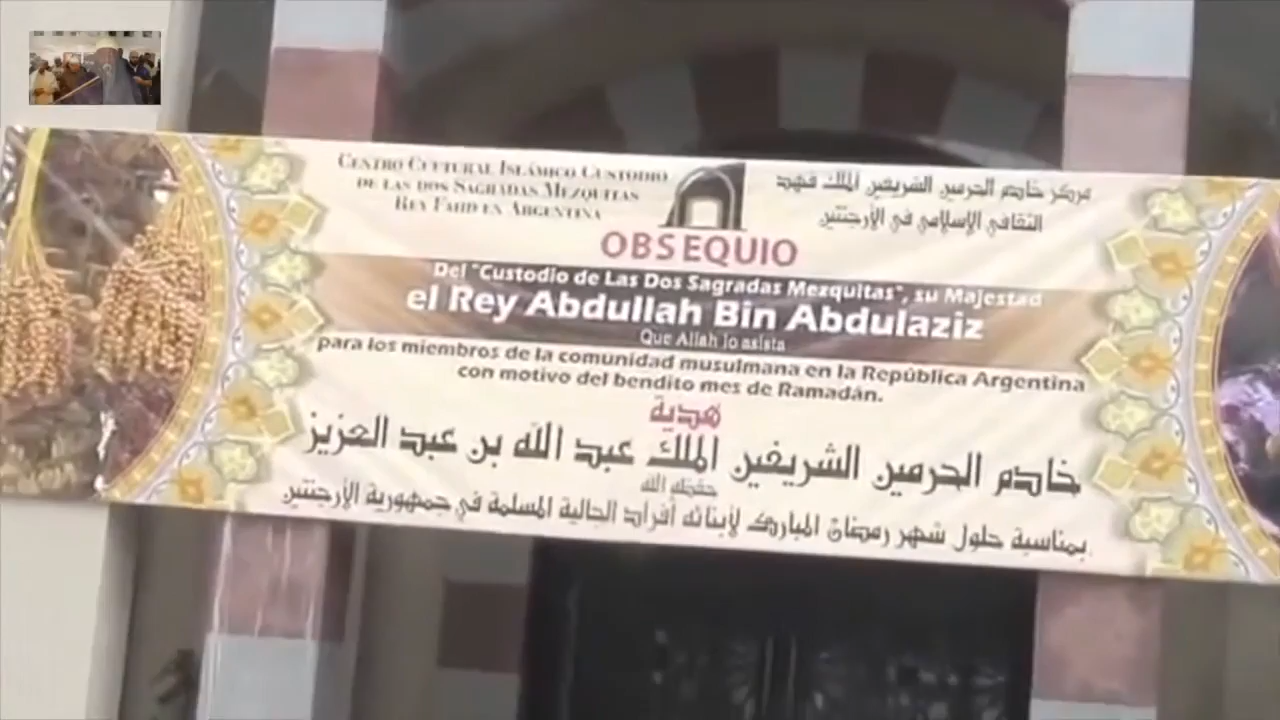 CENTRO CULTURAL ISLÁMICO CUSTODIO
DE LAS DOS SAGRADAS MEZQUITAS
REY FAHD EN ARGENTINA
مركز خادم الحرمين الشريفين الملك فهد
الثقافي الإسلامي في الأرجنتين
OBSEQUIO
Del "Custodio de Las Dos Sagradas Mezquitas", su Majestad
el Rey Abdullah Bin Abdulaziz
Que Allah lo asista
para los miembros de la comunidad musulmana en la República Argentina
con motivo del bendito mes de Ramadán.
هدية
خادم الحرمين الشريفين الملك عبد الله بن عبد العزيز
حفظه الله
بمناسبة حلول شهر رمضان المبارك لأبنائه أفراد الجالية المسلمة في جمهورية الأرجنتين